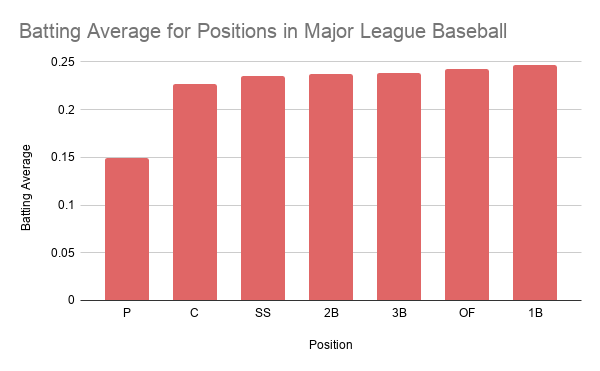 Batting Average for Positions in Major League Baseball
0.25
0.2
0.15
0.1
0.05
0
Batting Average
P C SS 2B 3B OF 1B
Position